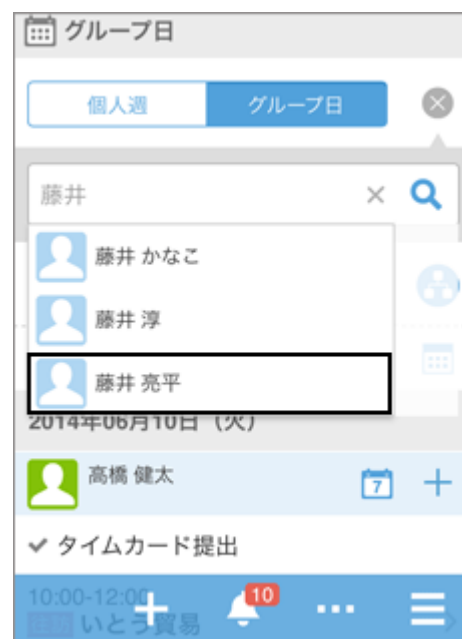 グループ日
個人週 グループ日
藤井
藤井 かなこ
藤井 淳
藤井 亮平
2014年06月10日（火）
高橋 健太
7
タイムカード提出
10
10:00-12:00
いとう貿易